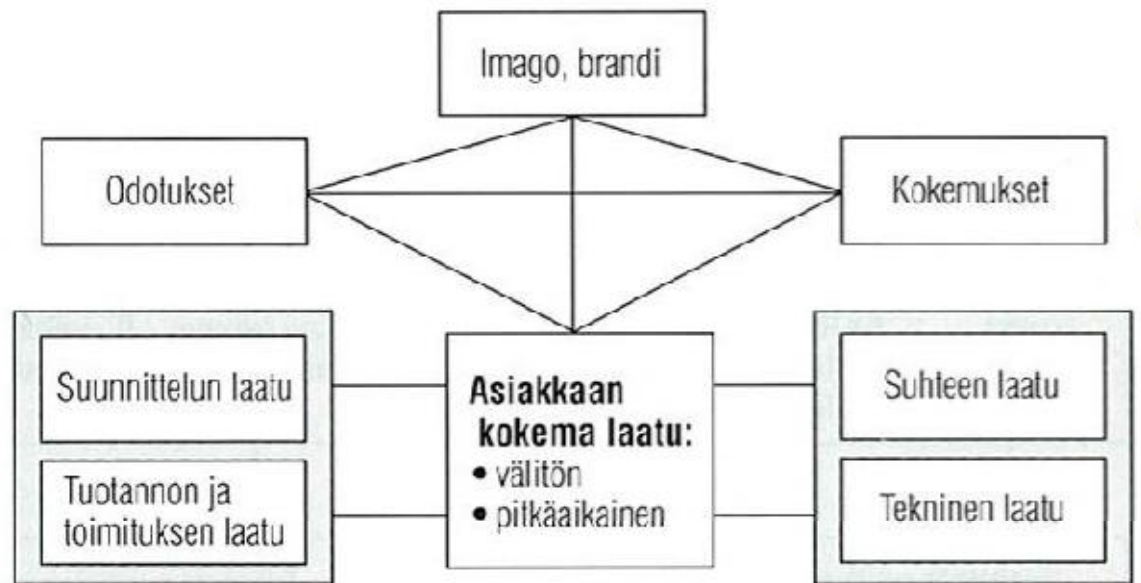 Imago, brandi
Odotukset
Kokemukset
Suunnittelun laatu
Tuotannon ja
toimituksen laatu
Asiakkaan
kokema laatu:
• välitön
• pitkäaikainen
Suhteen laatu
Tekninen laatu